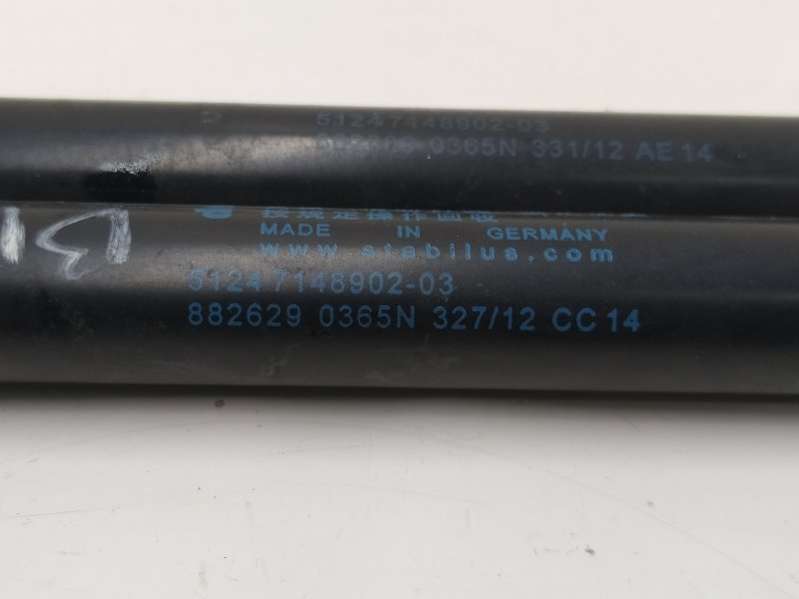 51247148902-03
0365N 331/12 AE 14
MADE IN GERMANY
www.stabilus.com
51247148902-03
882629 0365N 327/12 CC 14